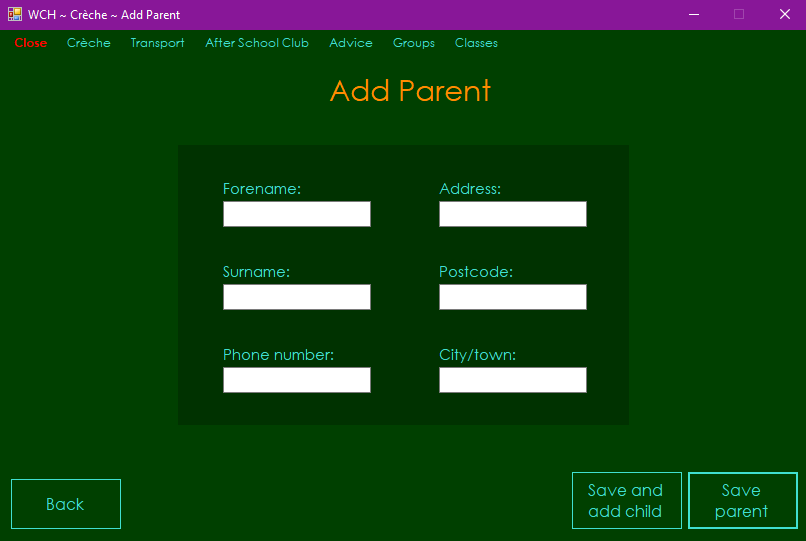 WCH ~ Crèche ~ Add Parent
Close Crèche Transport After School Club Advice Groups Classes
Add Parent
Forename: Address:
Surname: Postcode:
Phone number: City/town:
Back
Save and
add child
Save
parent